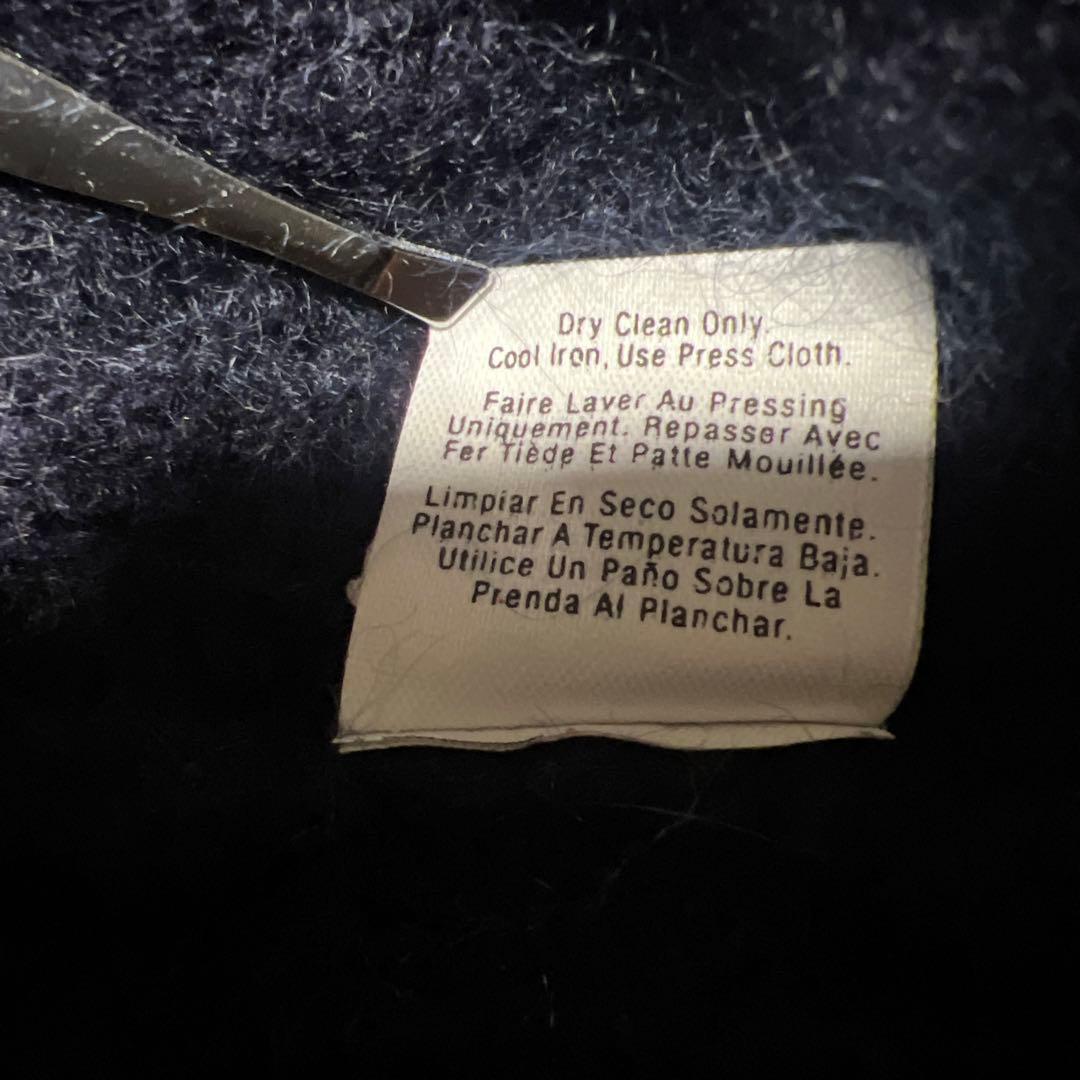 Dry Clean Only.
Cool Iron, Use Press Cloth.
Faire Laver Au Pressing
Uniquement. Repasser Avec
Fer Tiède Et Patte Mouillée.
Limpiar En Seco Solamente.
Planchar A Temperatura Baja.
Utilice Un Paño Sobre La
Prenda Al Planchar.